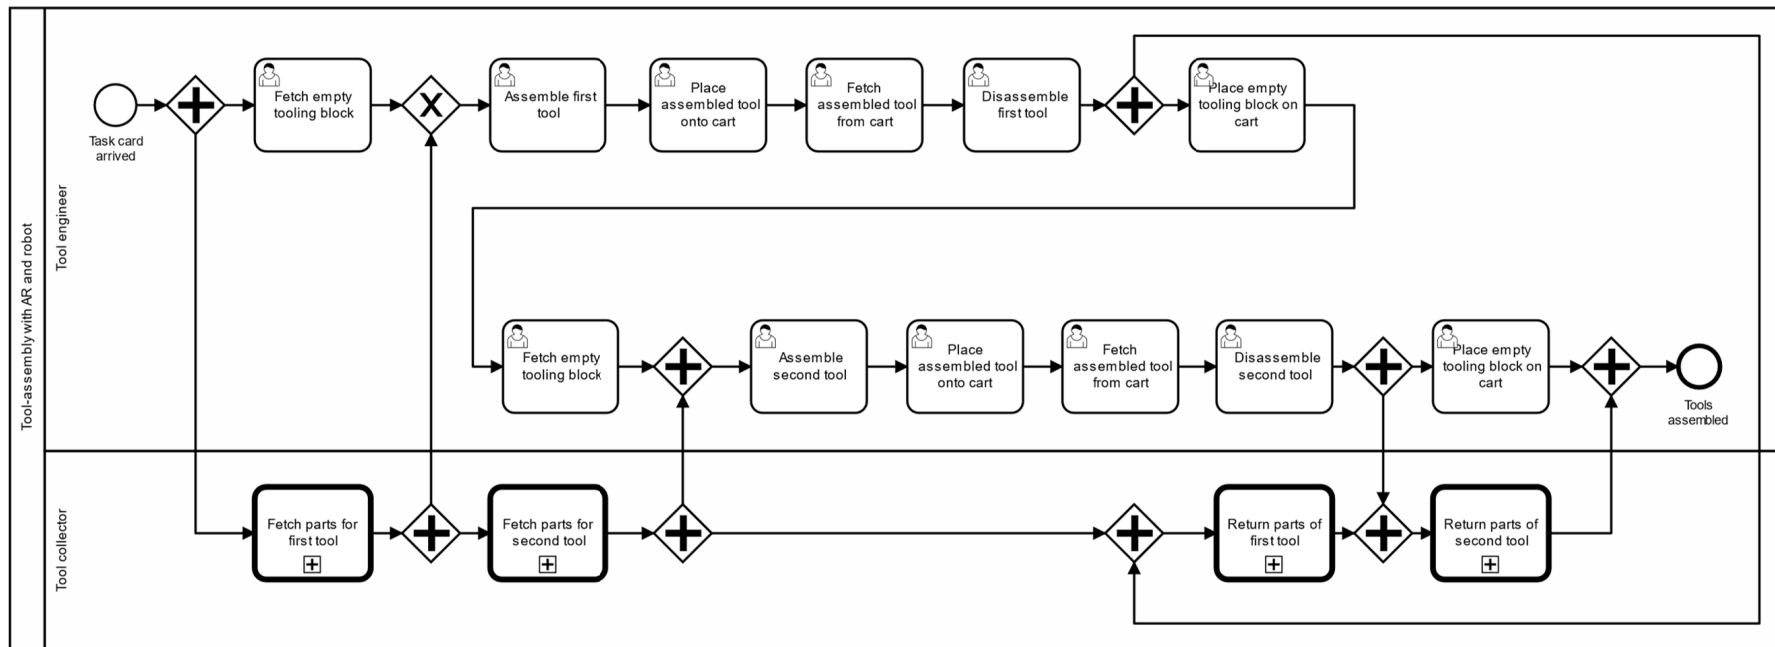 Tool-assembly with AR and robot
Tool engineer
Task card
arrived
Fetch empty
tooling block
X
Assemble first
tool
Place
assembled tool
onto cart
Fetch
assembled tool
from cart
Disassemble
first tool
Place empty
tooling block on
cart
Fetch empty
tooling block
Assemble
second tool
Place
assembled tool
onto cart
Fetch
assembled tool
from cart
Disassemble
second tool
Place empty
tooling block on
cart
Tools
assembled
Tool collector
Fetch parts for
first tool
Fetch parts for
second tool
Return parts of
first tool
Return parts of
second tool